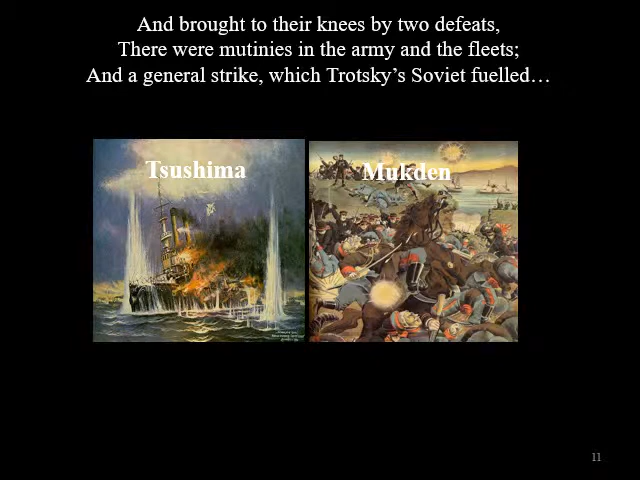 And brought to their knees by two defeats,
There were mutinies in the army and the fleets;
And a general strike, which Trotsky’s Soviet fuelled…
Tsushima
Mukden
11